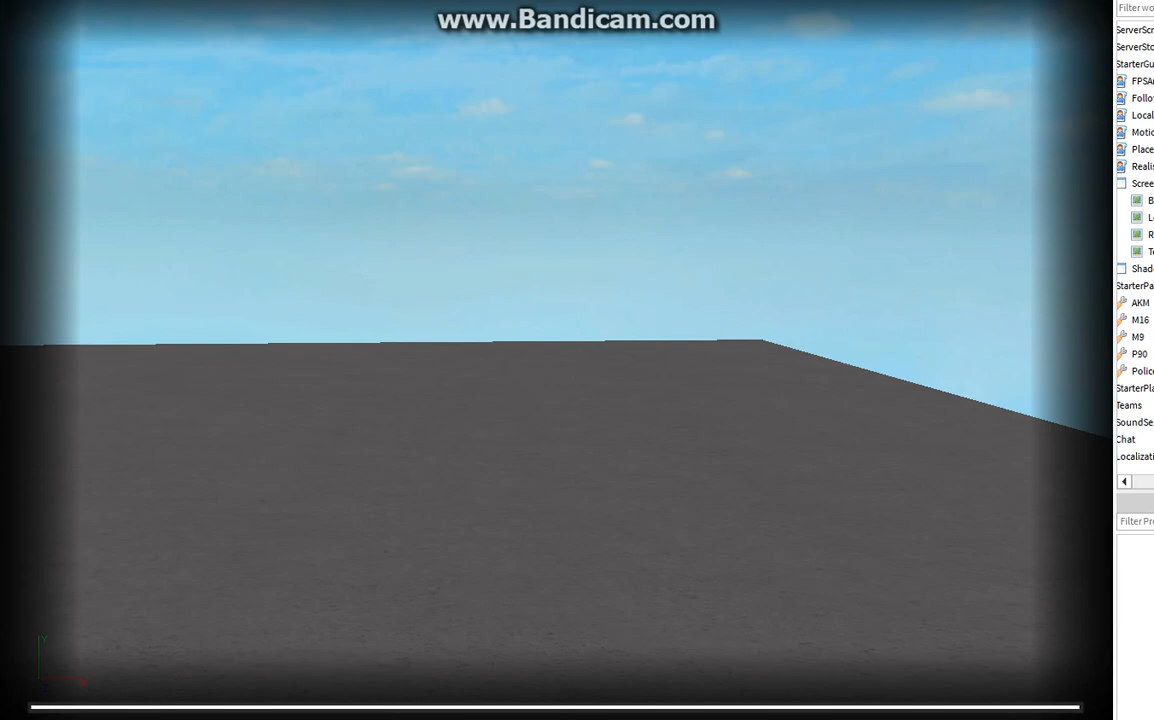 www.Bandicam.com
Filter wo
ServerScr
ServerSto
StarterGu
FPSA
Follo
Local
Motic
Place
Realis
Scree
B
L
R
T
Shad
StarterPa
AKM
M16
M9
P90
Police
StarterPla
Teams
SoundSe
Chat
Localizati
Filter Pro
Y
X